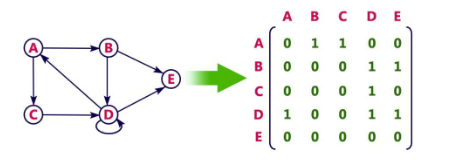 A B C D E
A B A 0 1 1 0 0
E B 0 0 0 1 1
C 0 0 0 1 0
C D D 1 0 0 1 1
E 0 0 0 0 0